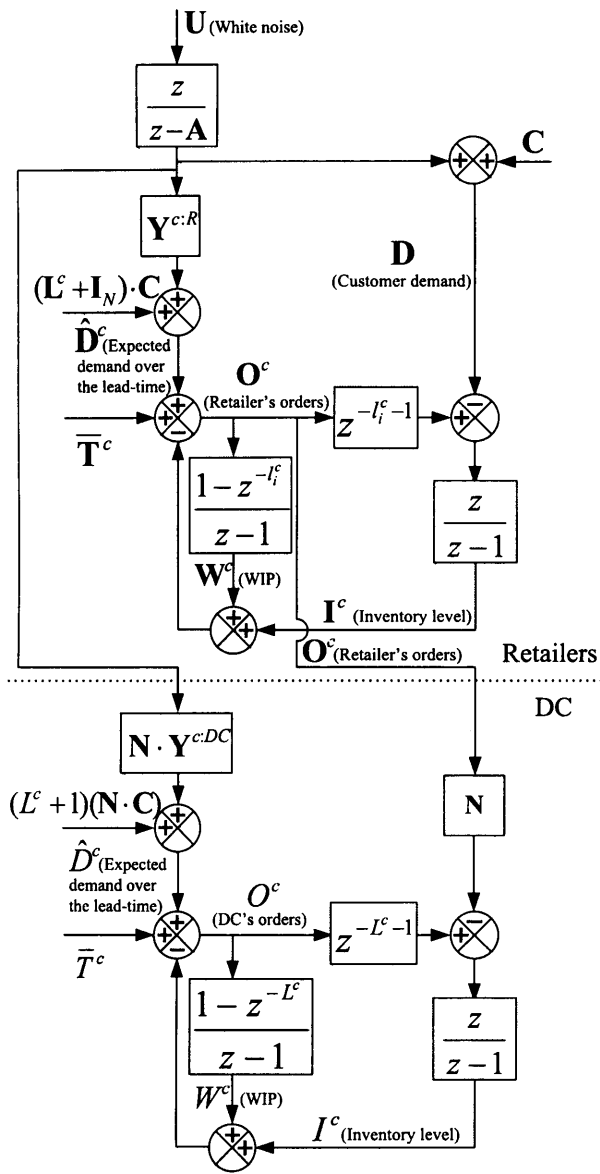 U (White noise)
z
z−A
+ +
C
Y^{c:R}
D
(Customer demand)
(L^c+I_N)·C
+ +
D̂^c (Expected
demand over
the lead-time)
O^c
(Retailer's orders)
+ + −
z^{-l_i^c-1}
+ −
T̿^c
1−z^{-l_i^c}
z−1
z
z−1
W^c (WIP)
+ +
I^c (Inventory level)
O^c (Retailer's orders)
Retailers
DC
N·Y^{c:DC}
(L^c+1)(N·C)
+ +
N
D̂^c (Expected
demand over
the lead-time)
O^c
(DC's orders)
+ + −
z^{-L^c-1}
+ −
T̿^c
1−z^{-L^c}
z−1
z
z−1
W^c (WIP)
+ +
I^c (Inventory level)